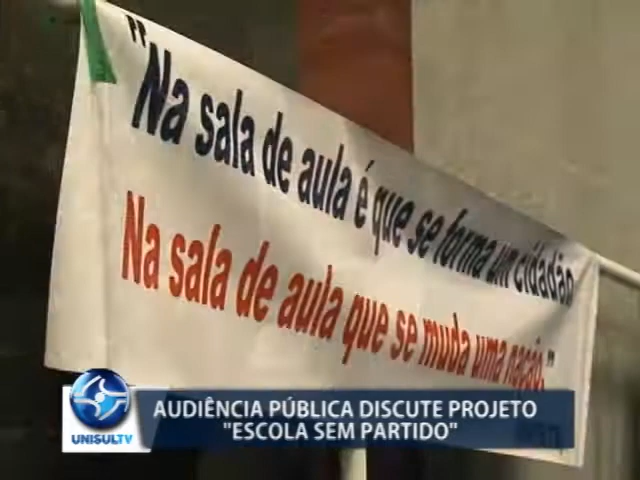 "Na sala de aula é que se forma um cidadão
Na sala de aula que se muda uma nação."
UNISULTV
AUDIÊNCIA PÚBLICA DISCUTE PROJETO
"ESCOLA SEM PARTIDO"